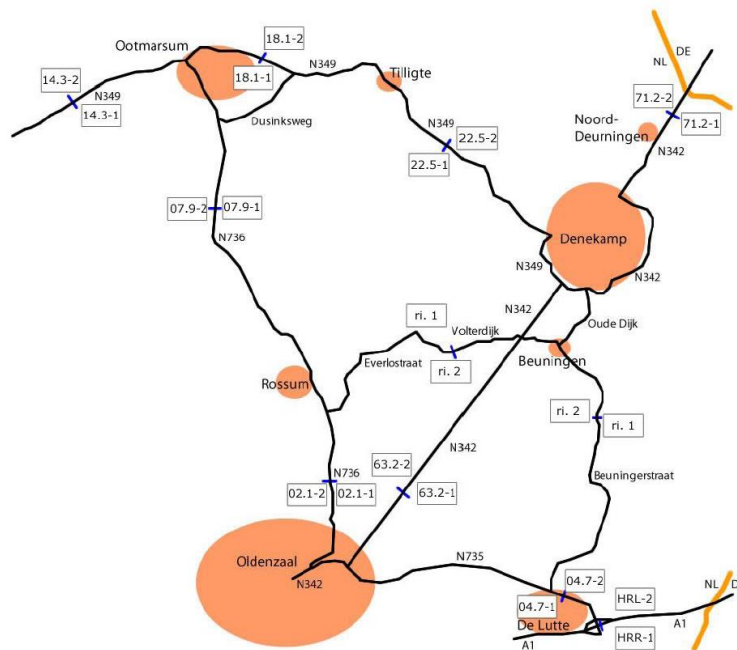 18.1-2
Ootmarsum
NL
DE
14.3-2
N349
18.1-1
N349
Tilligte
71.2-2
14.3-1
Dusinksweg
Noord-
Deurningen
71.2-1
N349
22.5-2
22.5-1
N342
07.9-2
07.9-1
N736
Denekamp
N349
N342
N342
ri. 1
Volterdijk
Oude Dijk
Everlostraat
ri. 2
Beuningen
Rossum
ri. 2
ri. 1
N342
63.2-2
N736
02.1-2
02.1-1
63.2-1
Beuningerstraat
Oldenzaal
N735
N342
04.7-2
04.7-1
HRL-2
NL
D
De Lutte
HRR-1
A1
A1